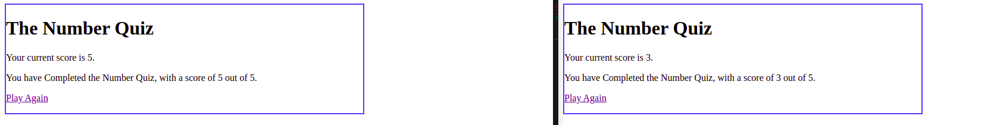 The Number Quiz
Your current score is 5.
You have Completed the Number Quiz, with a score of 5 out of 5.
Play Again
The Number Quiz
Your current score is 3.
You have Completed the Number Quiz, with a score of 3 out of 5.
Play Again